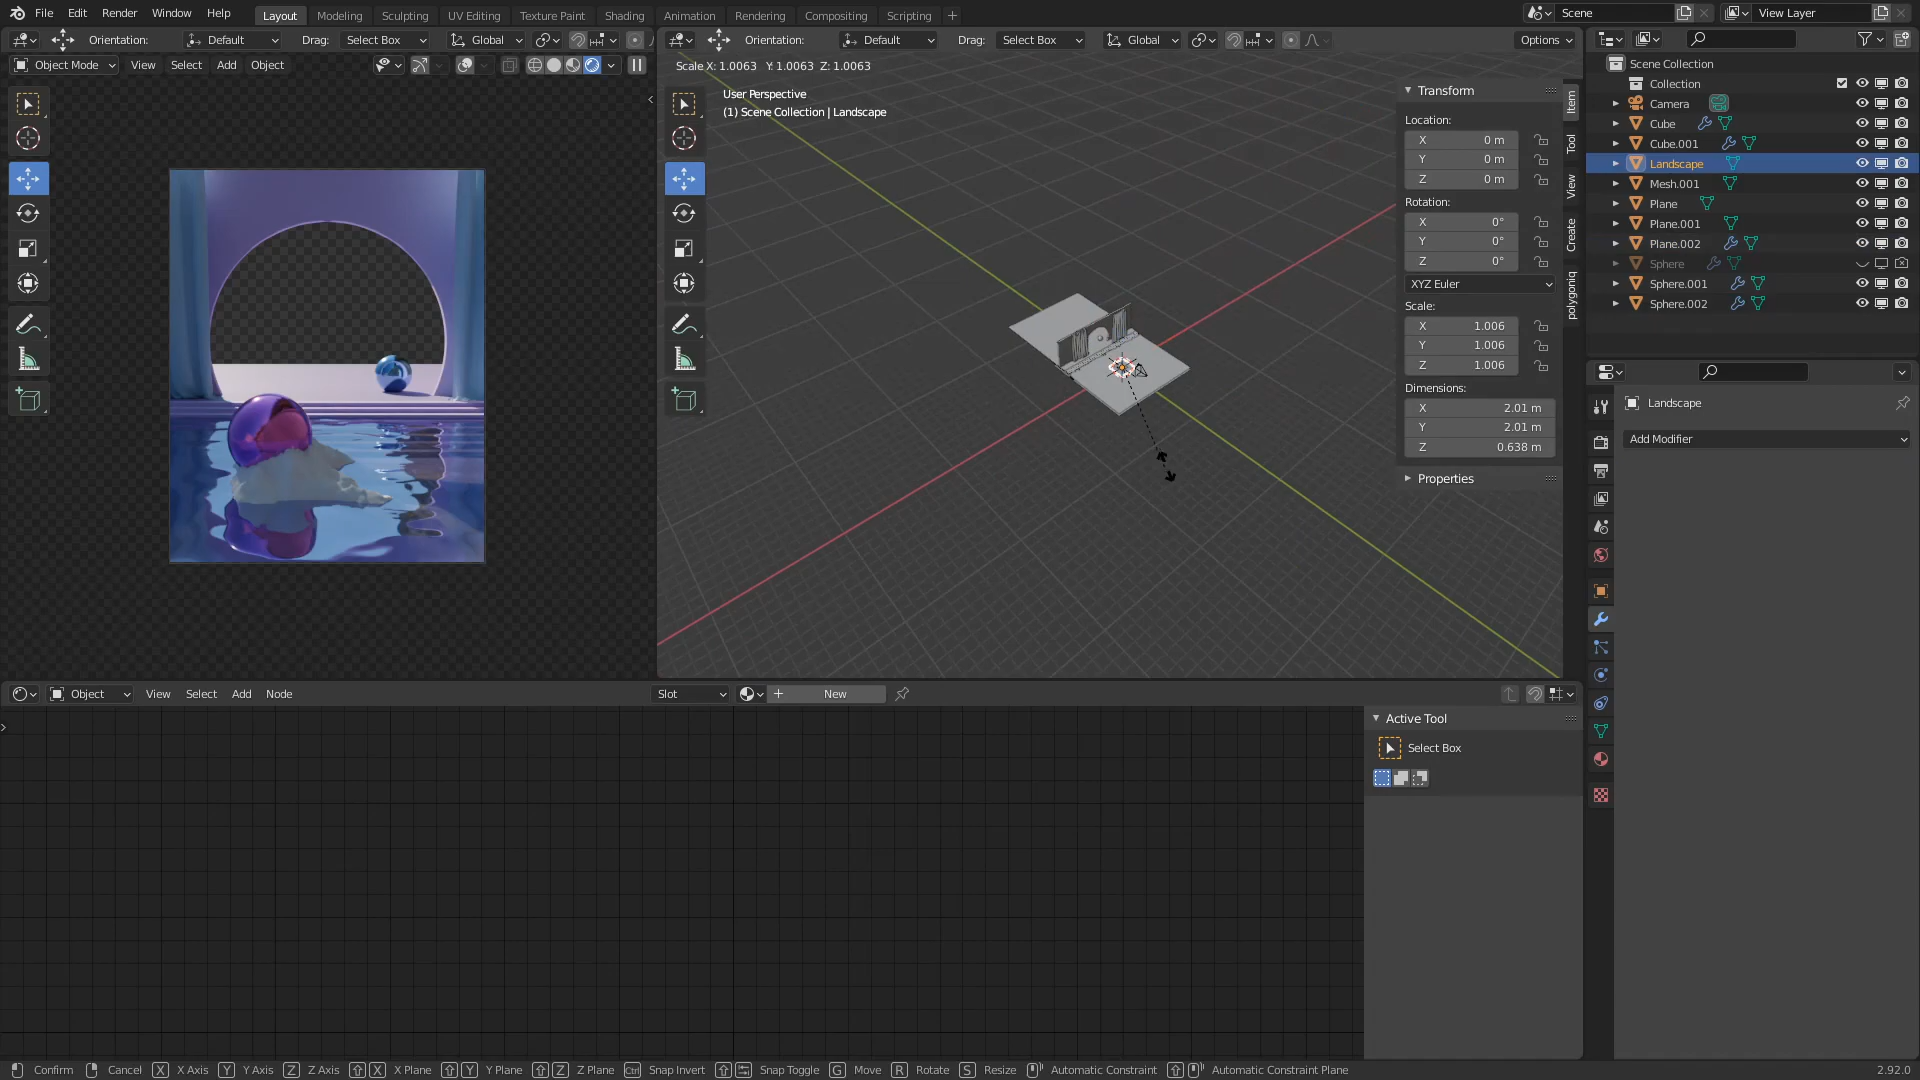 File Edit Render Window Help Layout Modeling Sculpting UV Editing Texture Paint Shading Animation Rendering Compositing Scripting + Scene View Layer
Orientation: Default Drag: Select Box Global Orientation: Default Drag: Select Box Global Options
Object Mode View Select Add Object
Scale X: 1.0063 Y: 1.0063 Z: 1.0063
User Perspective
(1) Scene Collection | Landscape
Transform
Location:
X 0 m
Y 0 m
Z 0 m
Rotation:
X 0°
Y 0°
Z 0°
XYZ Euler
Scale:
X 1.006
Y 1.006
Z 1.006
Dimensions:
X 2.01 m
Y 2.01 m
Z 0.638 m
Properties
Item
Tool
View
Create
polygoniq
Scene Collection
Collection
Camera
Cube
Cube.001
Landscape
Mesh.001
Plane
Plane.001
Plane.002
Sphere
Sphere.001
Sphere.002
Landscape
Add Modifier
Object View Select Add Node Slot New
Active Tool
Select Box
Confirm Cancel X X Axis Y Y Axis Z Z Axis X X Plane Y Y Plane Z Z Plane Ctrl Snap Invert Snap Toggle G Move R Rotate S Resize Automatic Constraint Automatic Constraint Plane 2.92.0